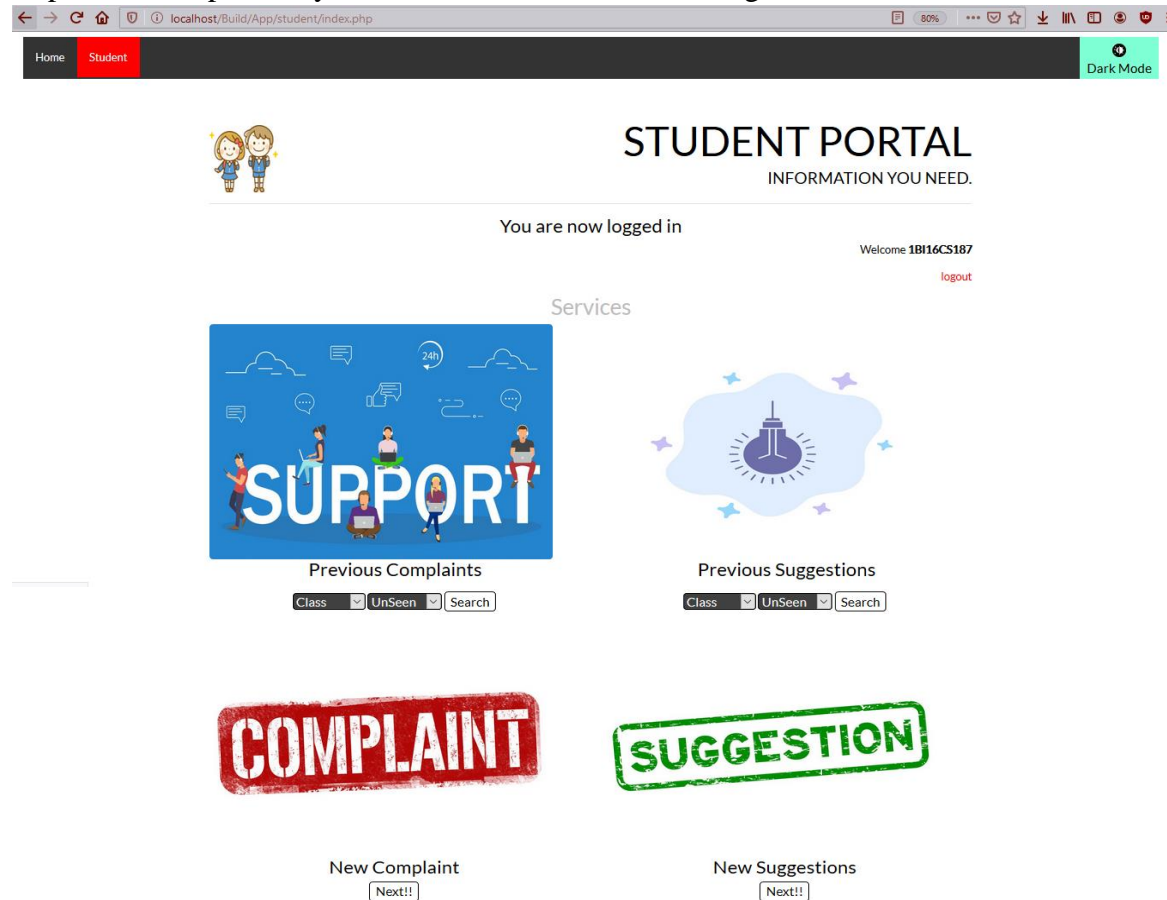 localhost/Build/App/student/index.php
80%
Home Student
Dark Mode
STUDENT PORTAL
INFORMATION YOU NEED.
You are now logged in
Welcome 1BI16CS187
logout
Services
24h
SUPPORT
Previous Complaints
Previous Suggestions
Class UnSeen Search
Class UnSeen Search
COMPLAINT
SUGGESTION
New Complaint
New Suggestions
Next!!
Next!!